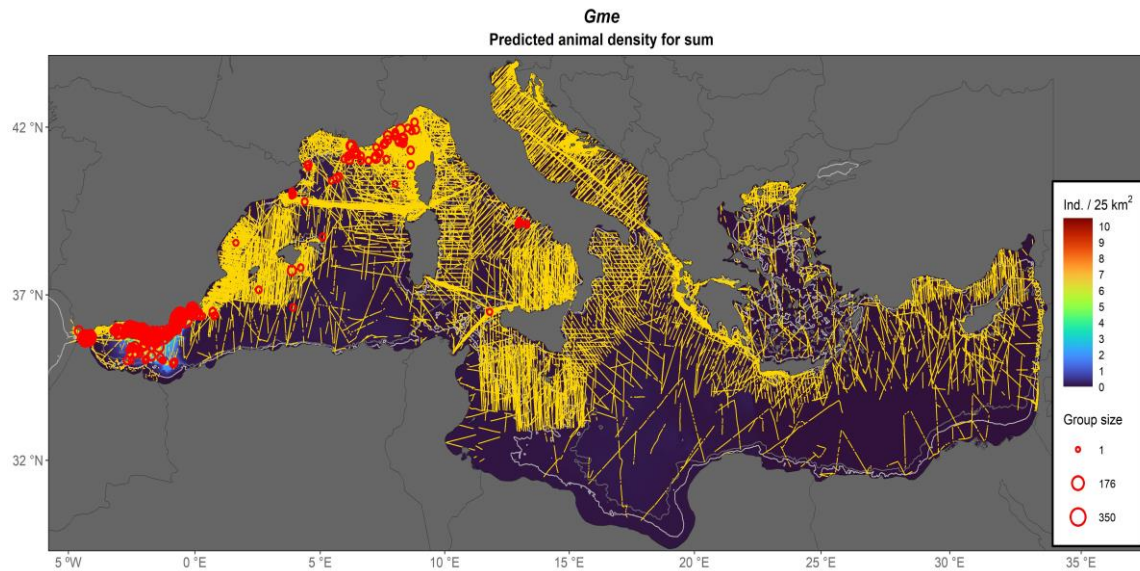 Gme
Predicted animal density for sum
42 °N
37 °N
32 °N
5 °W
0 °E
5 °E
10 °E
15 °E
20 °E
25 °E
30 °E
35 °E
Ind. / 25 km²
10
9
8
7
6
5
4
3
2
1
0
Group size
1
176
350